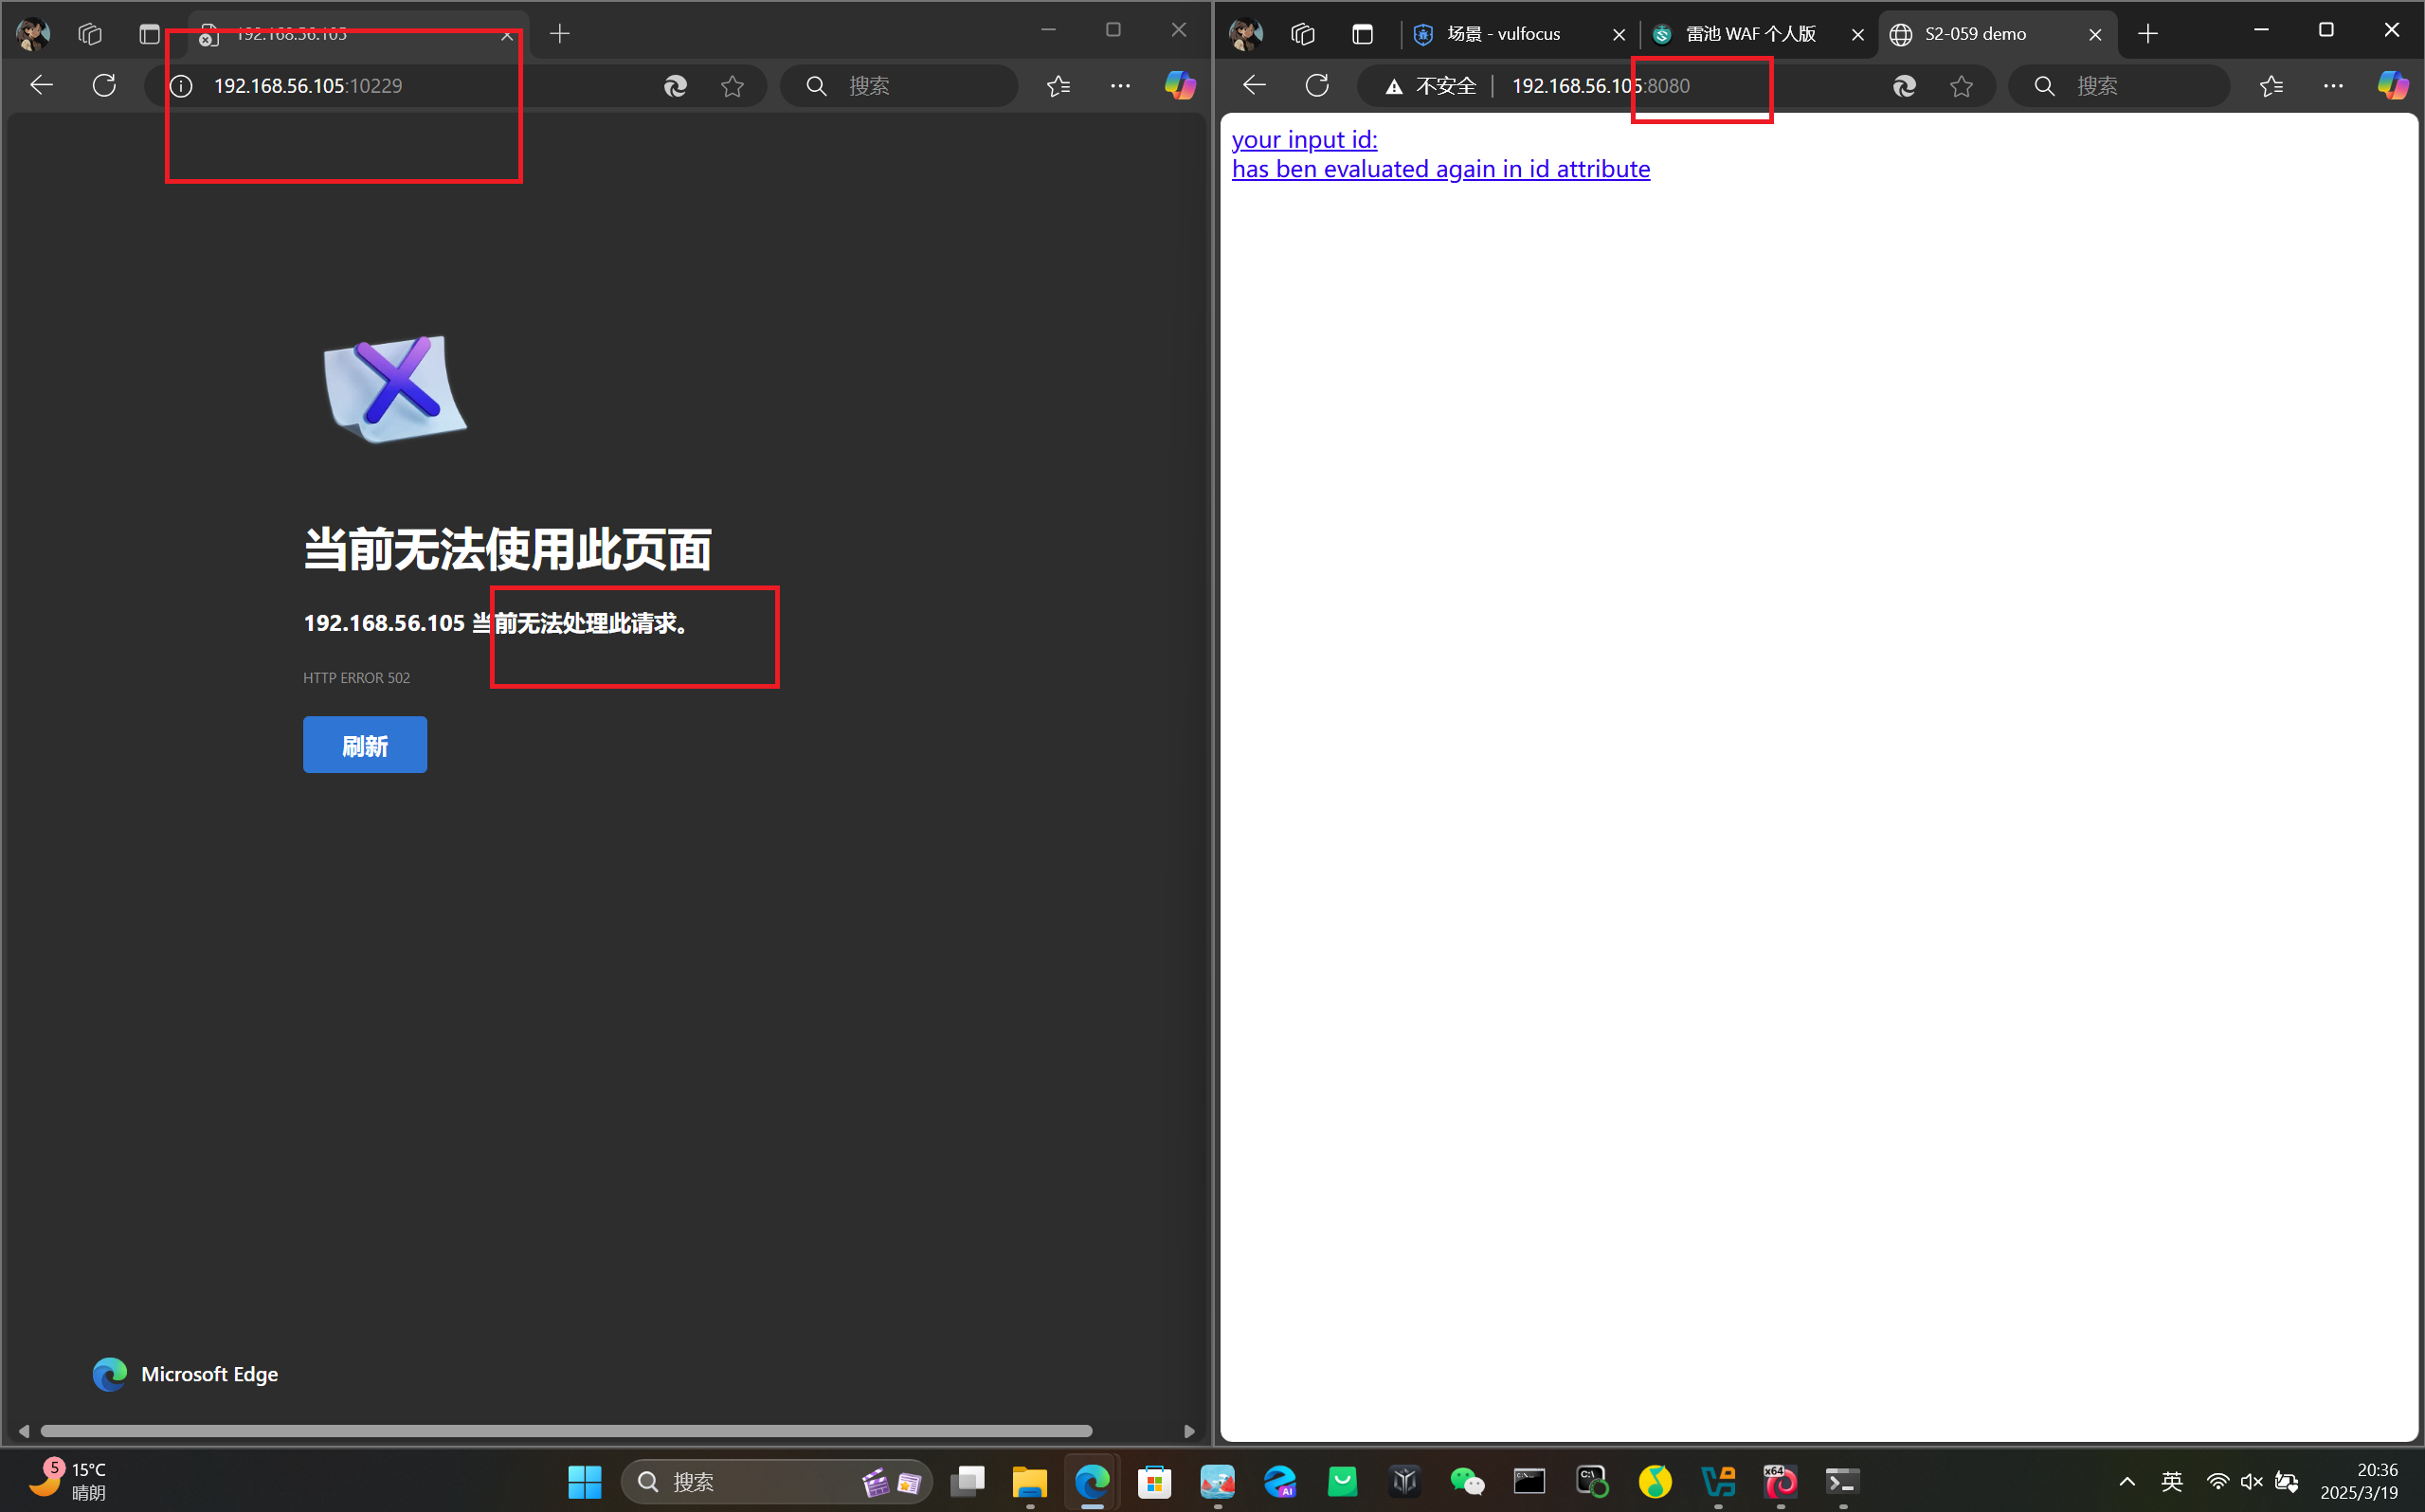 192.168.56.105
192.168.56.105:10229
搜索
当前无法使用此页面
192.168.56.105 当前无法处理此请求。
HTTP ERROR 502
刷新
Microsoft Edge
场景 - vulfocus
雷池 WAF 个人版
S2-059 demo
不安全
192.168.56.105:8080
搜索
your input id:
has ben evaluated again in id attribute
5
15°C
晴朗
搜索
AI
C:\
x64
英
20:36
2025/3/19